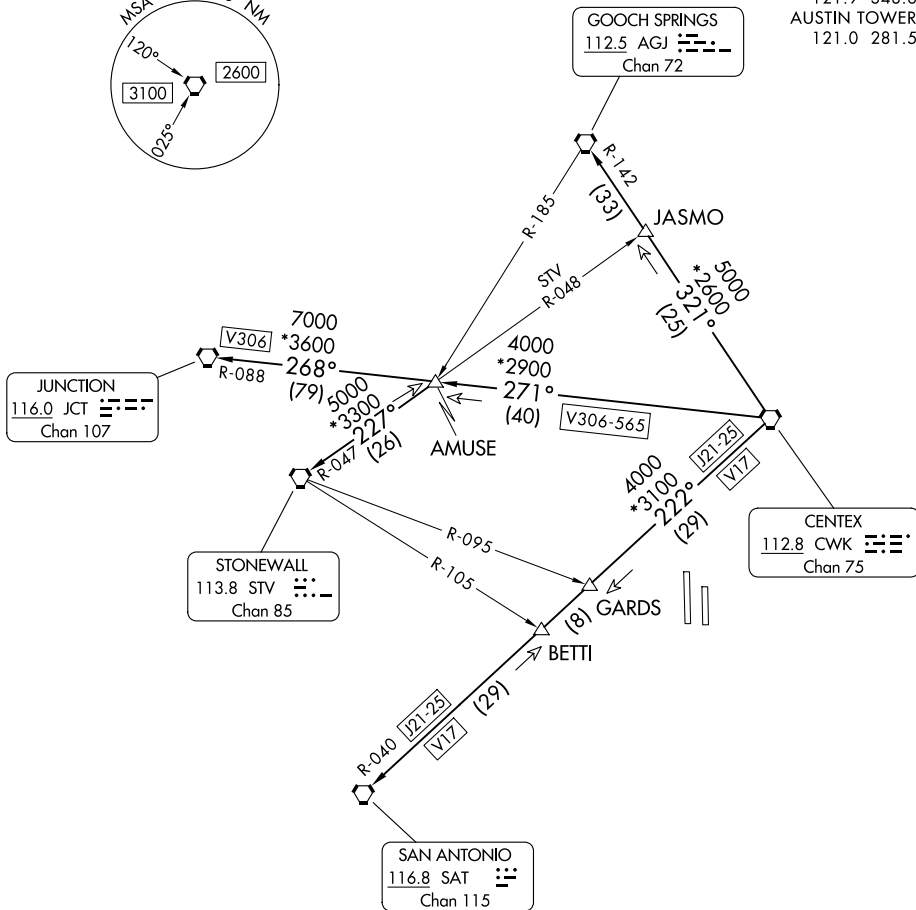 MSA
NM
120°
3100
2600
025°
GOOCH SPRINGS
112.5 AGJ
Chan 72
AUSTIN TOWER
121.0 281.5
R-142
(33)
R-185
JASMO
STV
R-048
5000
*2600
321°
(25)
7000
V306 *3600
268°
R-088
(79)
JUNCTION
116.0 JCT
Chan 107
4000
*2900
271°
(40)
V306-565
5000
*3300
227°
R-047
(26)
AMUSE
J21-25
V17
4000
*3100
222°
(29)
CENTEX
112.8 CWK
Chan 75
STONEWALL
113.8 STV
Chan 85
R-095
R-105
GARDS
(8)
BETTI
(29)
R-040
J21-25
V17
SAN ANTONIO
116.8 SAT
Chan 115